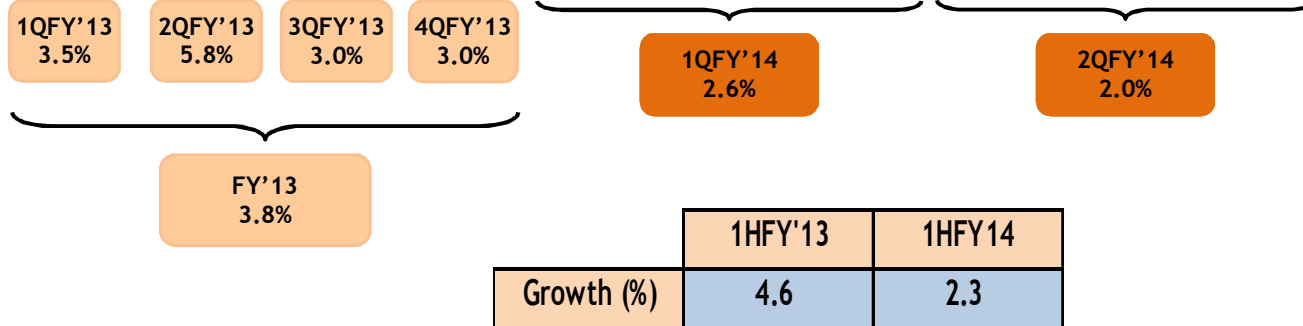 1QFY’13
3.5%
2QFY’13
5.8%
3QFY’13
3.0%
4QFY’13
3.0%
1QFY’14
2.6%
2QFY’14
2.0%
FY’13
3.8%
1HFY'13 1HFY14
Growth (%) 4.6 2.3